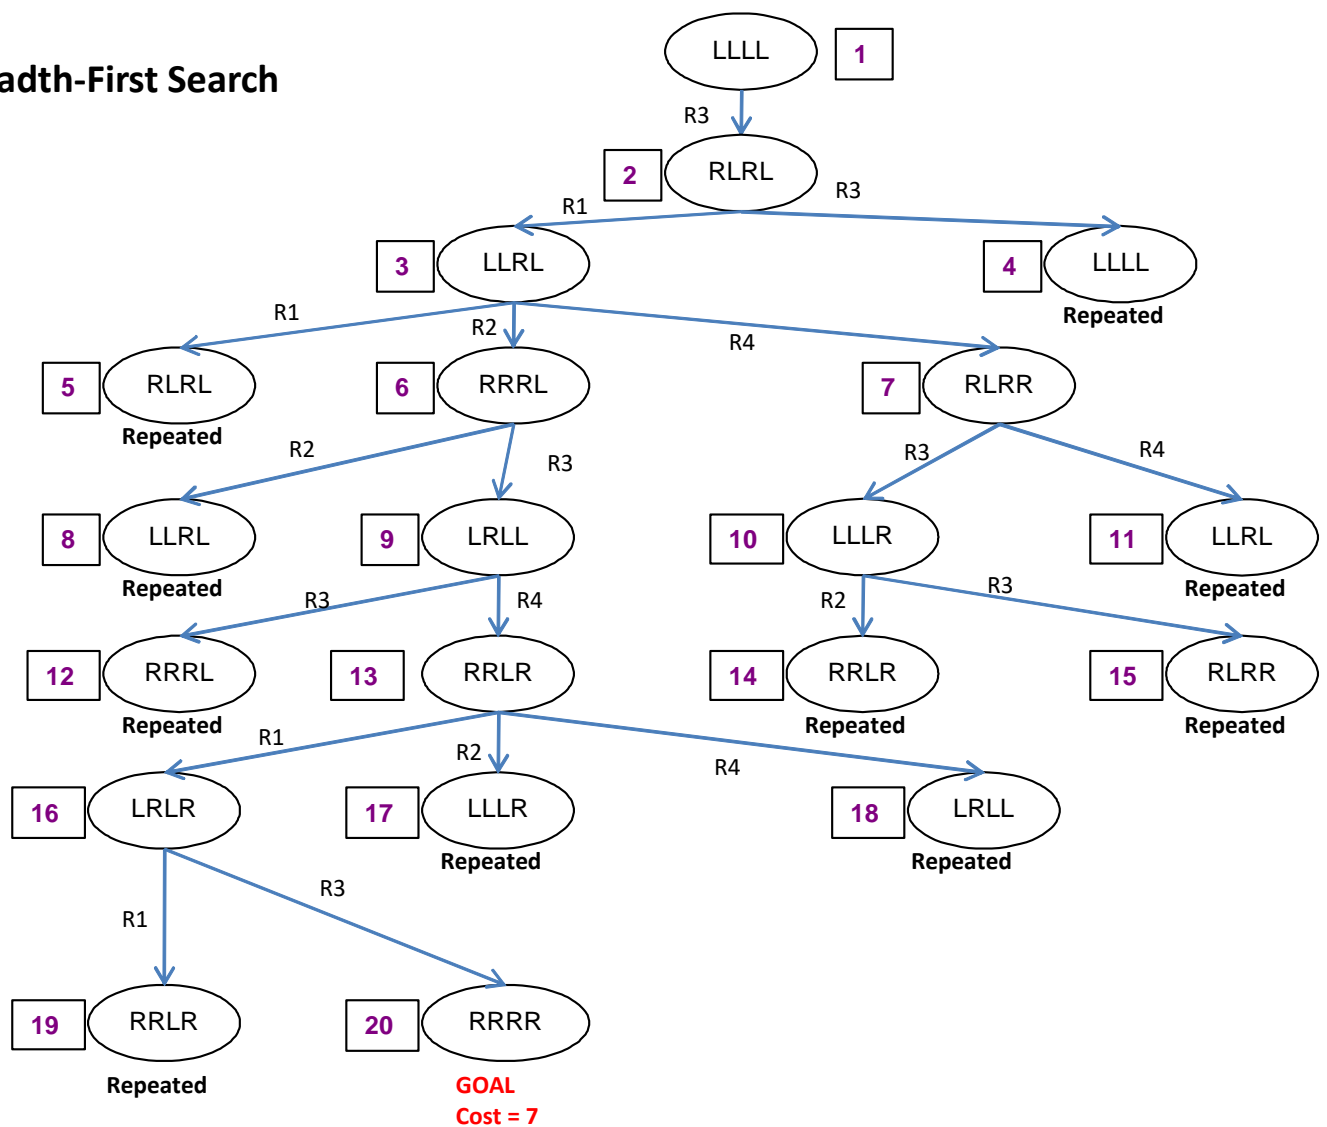 LLLL 1
adth-First Search
R3
2 RLRL
R1 R3
3 LLRL 4 LLLL
Repeated
R1 R2 R4
5 RLRL 6 RRRL 7 RLRR
Repeated
R2 R3 R3 R4
8 LLRL 9 LRLL 10 LLLR 11 LLRL
Repeated Repeated
R3 R4 R2 R3
12 RRRL 13 RRLR 14 RRLR 15 RLRR
Repeated Repeated Repeated
R1 R2 R4
16 LRLR 17 LLLR 18 LRLL
Repeated Repeated
R1 R3
19 RRLR 20 RRRR
Repeated GOAL
Cost = 7